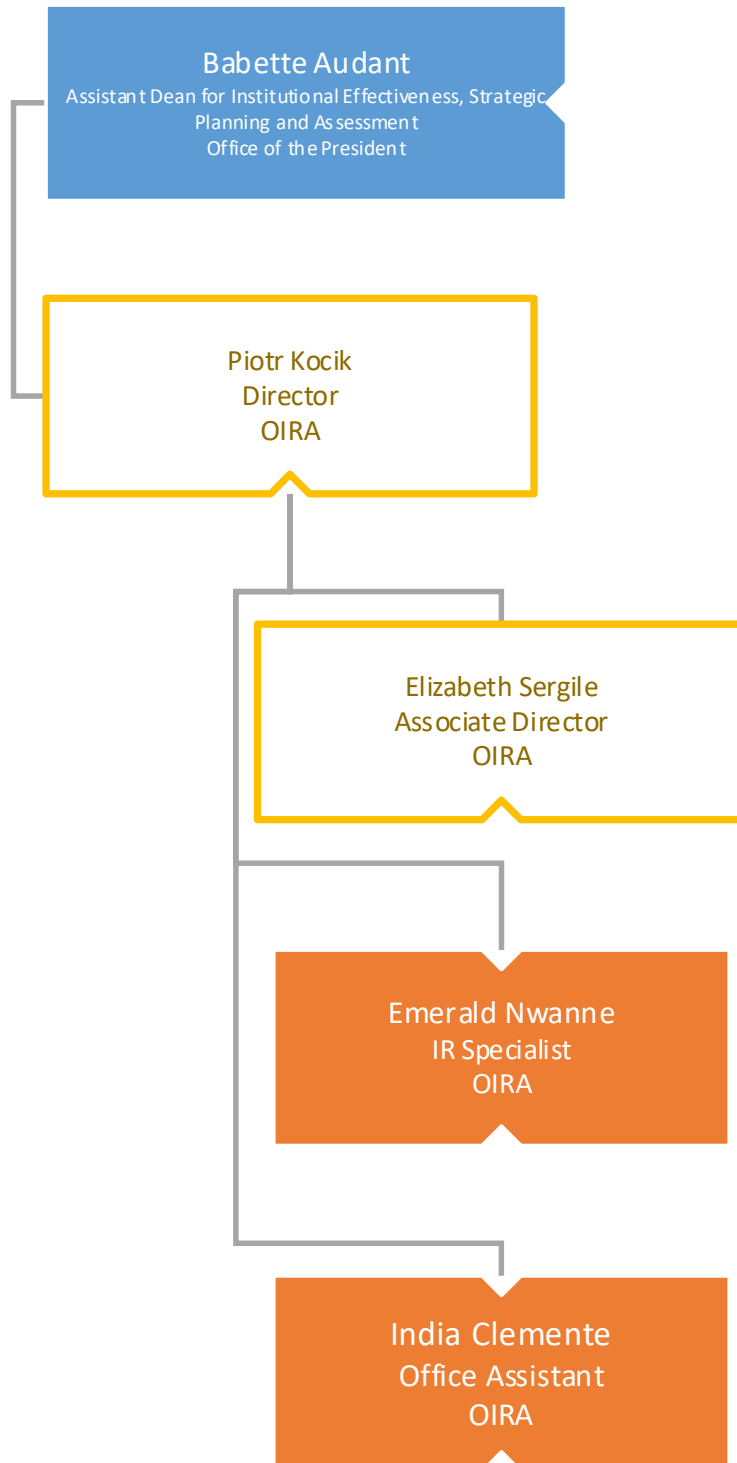 Babette Audant
Assistant Dean for Institutional Effectiveness, Strategic
Planning and Assessment
Office of the President
Piotr Kocik
Director
OIRA
Elizabeth Sergile
Associate Director
OIRA
Emerald Nwanne
IR Specialist
OIRA
India Clemente
Office Assistant
OIRA